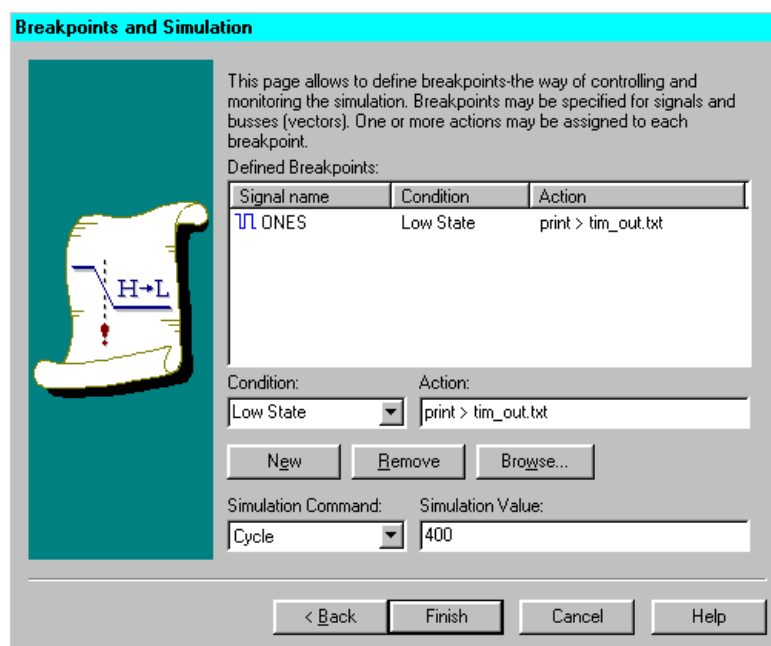 Breakpoints and Simulation
This page allows to define breakpoints-the way of controlling and
monitoring the simulation. Breakpoints may be specified for signals and
busses (vectors). One or more actions may be assigned to each
breakpoint.
Defined Breakpoints:
Signal name Condition Action
ONES Low State print > tim_out.txt
H→L
Condition: Action:
Low State print > tim_out.txt
New Remove Browse...
Simulation Command: Simulation Value:
Cycle 400
< Back Finish Cancel Help